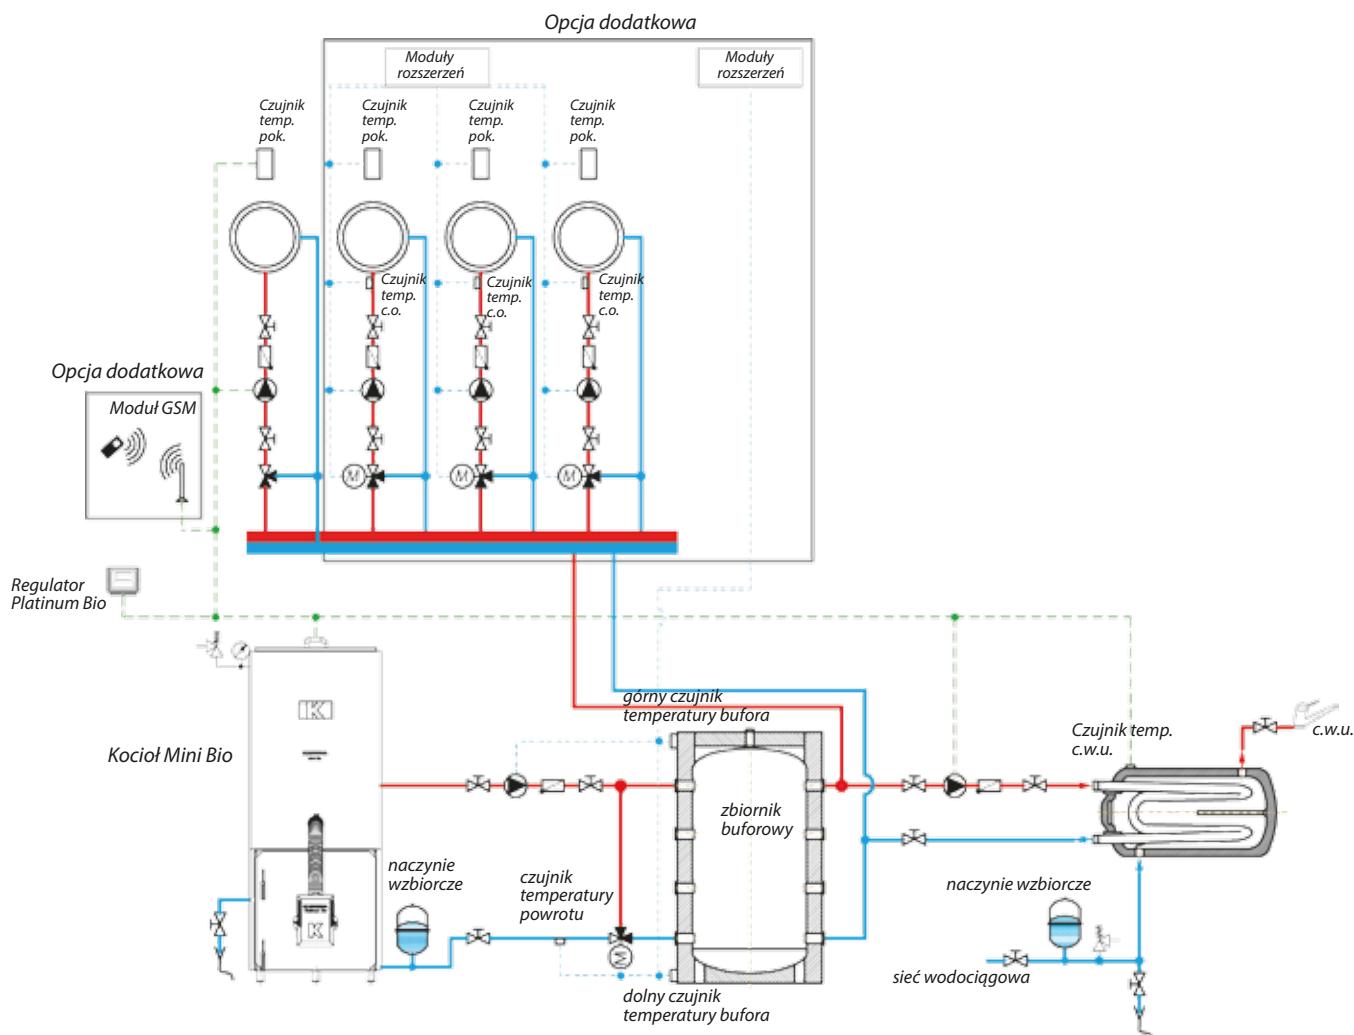 Opcja dodatkowa
Moduły
rozszerzeń
Moduły
rozszerzeń
Czujnik
temp.
pok.
Czujnik
temp.
pok.
Czujnik
temp.
pok.
Czujnik
temp.
pok.
Czujnik
temp.
c.o.
Czujnik
temp.
c.o.
Czujnik
temp.
c.o.
Opcja dodatkowa
Moduł GSM
M
M
M
Regulator
Platinum Bio
górny czujnik
temperatury bufora
K
Kocioł Mini Bio
Czujnik temp.
c.w.u.
c.w.u.
zbiornik
buforowy
naczynie
wzbiorcze
czujnik
temperatury
powrotu
naczynie wzbiorcze
K
M
sieć wodociągowa
dolny czujnik
temperatury bufora